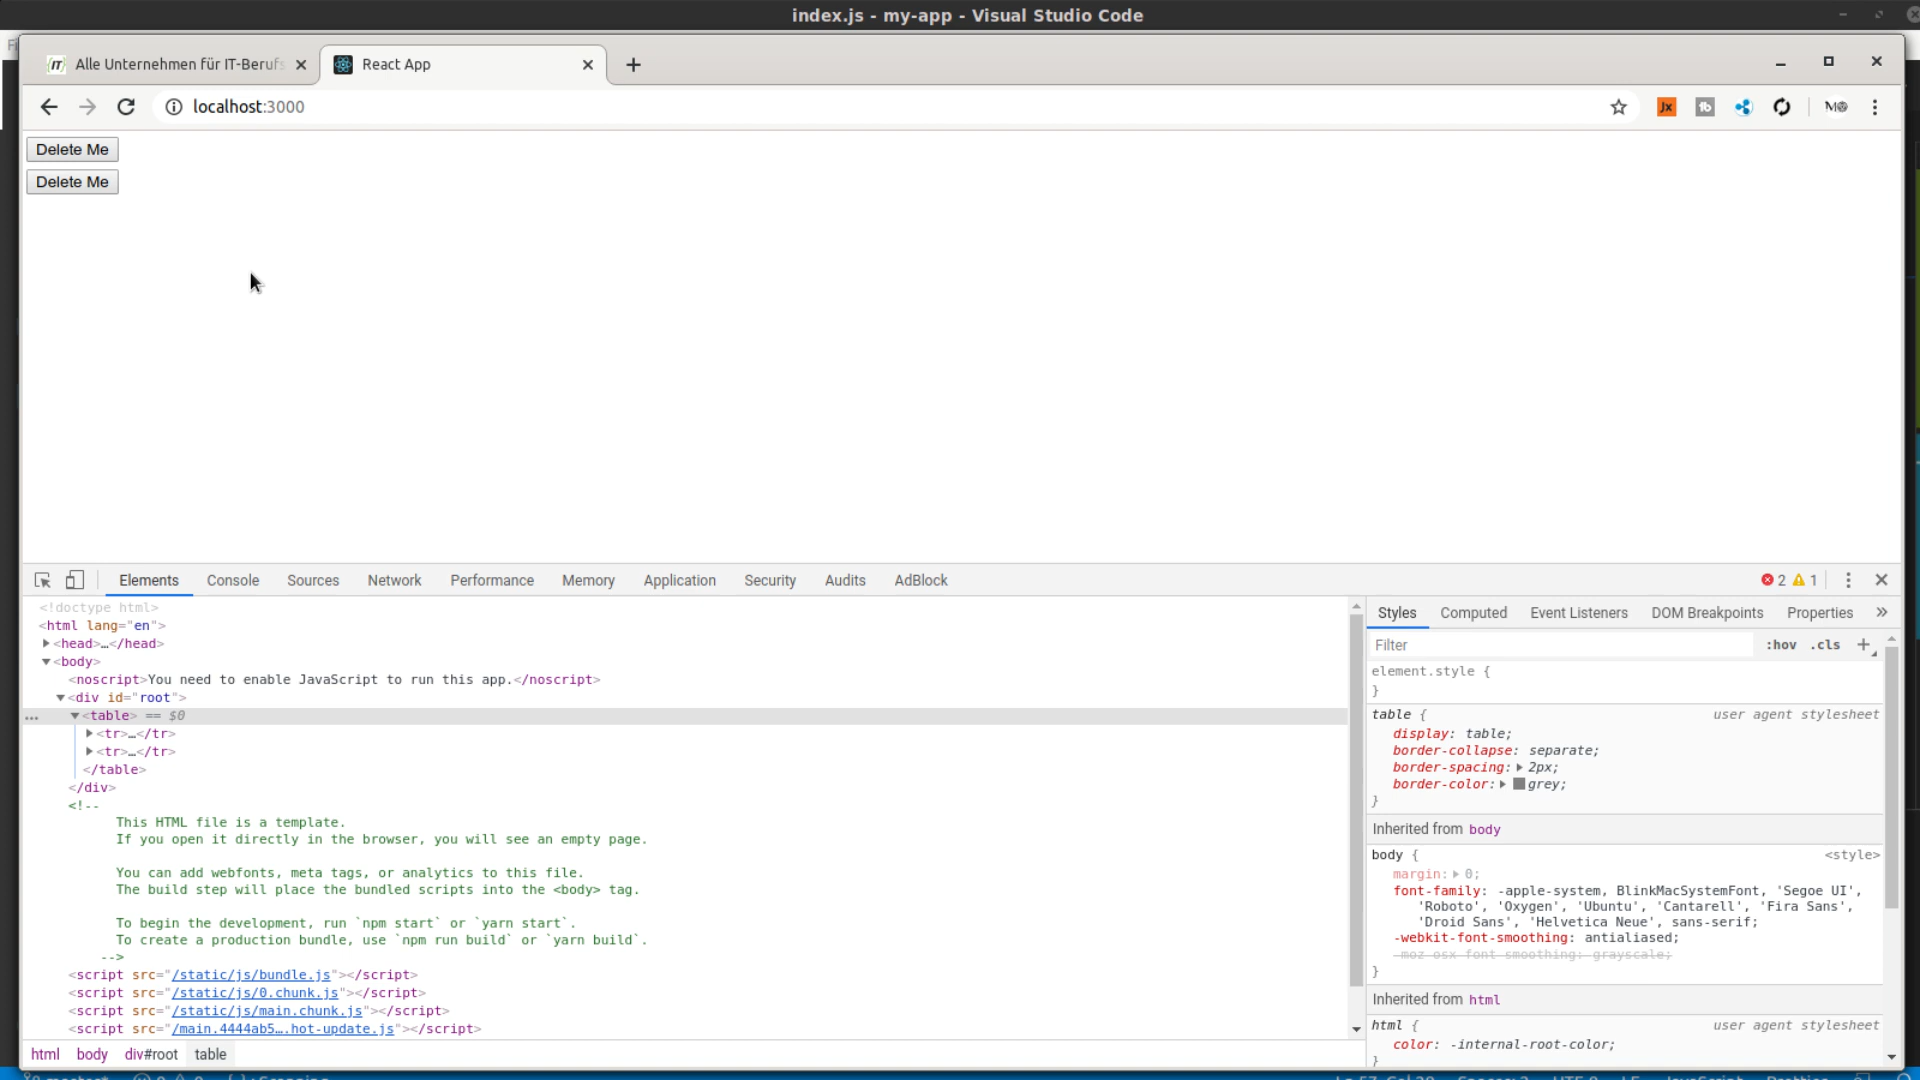 index.js - my-app - Visual Studio Code
Alle Unternehmen für IT-Berufs
React App
localhost:3000
Delete Me
Delete Me
Elements Console Sources Network Performance Memory Application Security Audits AdBlock 2 1
<!doctype html>
<html lang="en">
<head>…</head>
<body>
<noscript>You need to enable JavaScript to run this app.</noscript>
<div id="root">
… <table> == $0
<tr>…</tr>
<tr>…</tr>
</table>
</div>
<!--
This HTML file is a template.
If you open it directly in the browser, you will see an empty page.
You can add webfonts, meta tags, or analytics to this file.
The build step will place the bundled scripts into the <body> tag.
To begin the development, run `npm start` or `yarn start`.
To create a production bundle, use `npm run build` or `yarn build`.
-->
<script src="/static/js/bundle.js"></script>
<script src="/static/js/0.chunk.js"></script>
<script src="/static/js/main.chunk.js"></script>
<script src="/main.4444ab5….hot-update.js"></script>
html body div#root table
Styles Computed Event Listeners DOM Breakpoints Properties »
Filter :hov .cls +
element.style {
}
table { user agent stylesheet
display: table;
border-collapse: separate;
border-spacing: 2px;
border-color: grey;
}
Inherited from body
body { <style>
margin: 0;
font-family: -apple-system, BlinkMacSystemFont, 'Segoe UI',
'Roboto', 'Oxygen', 'Ubuntu', 'Cantarell', 'Fira Sans',
'Droid Sans', 'Helvetica Neue', sans-serif;
-webkit-font-smoothing: antialiased;
-moz-osx-font-smoothing: grayscale;
}
Inherited from html
html { user agent stylesheet
color: -internal-root-color;
}